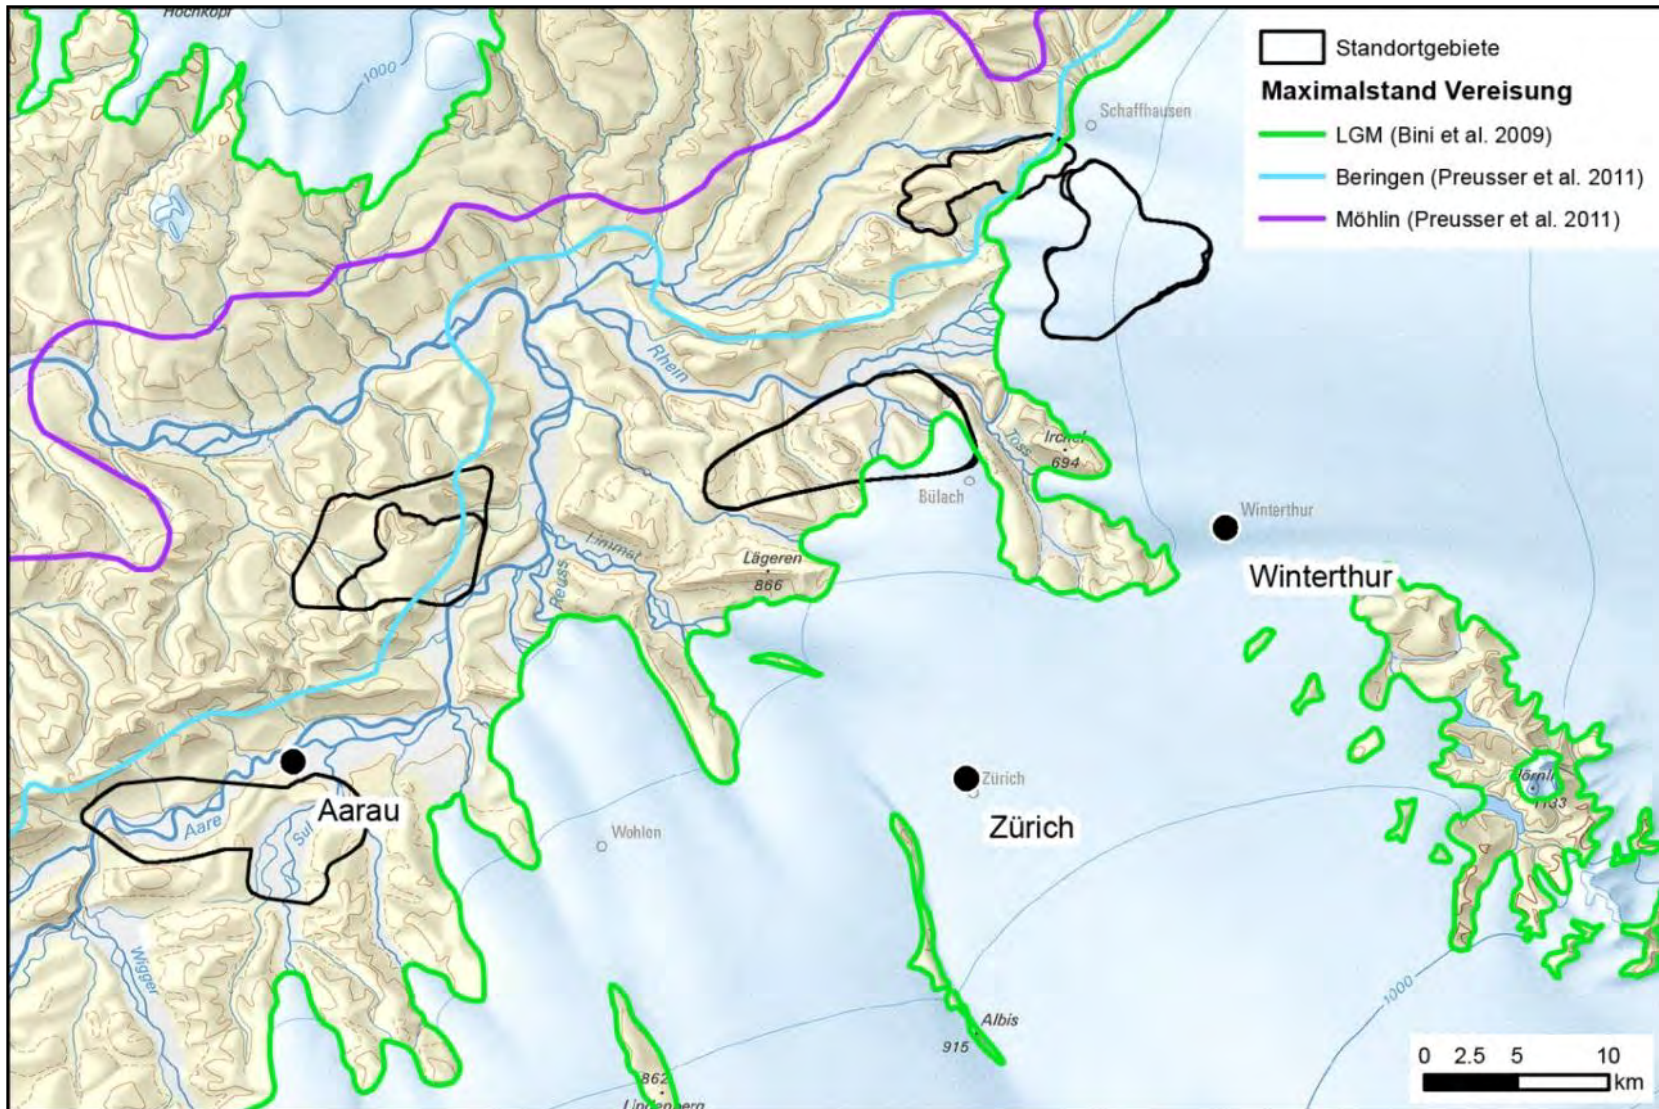 Hochkopf
1000
Schaffhausen
Standortgebiete
Maximalstand Vereisung
LGM (Bini et al. 2009)
Beringen (Preusser et al. 2011)
Möhlin (Preusser et al. 2011)
Rhein
Töss
Irchel
694
Bülach
Winterthur
Winterthur
Limmat
Reuss
Lägeren
866
Aarau
Aare
Wohlen
Zürich
Zürich
Hörnli
1133
Wigger
Albis
915
1000
862
Lindenberg
0 2.5 5 10
km